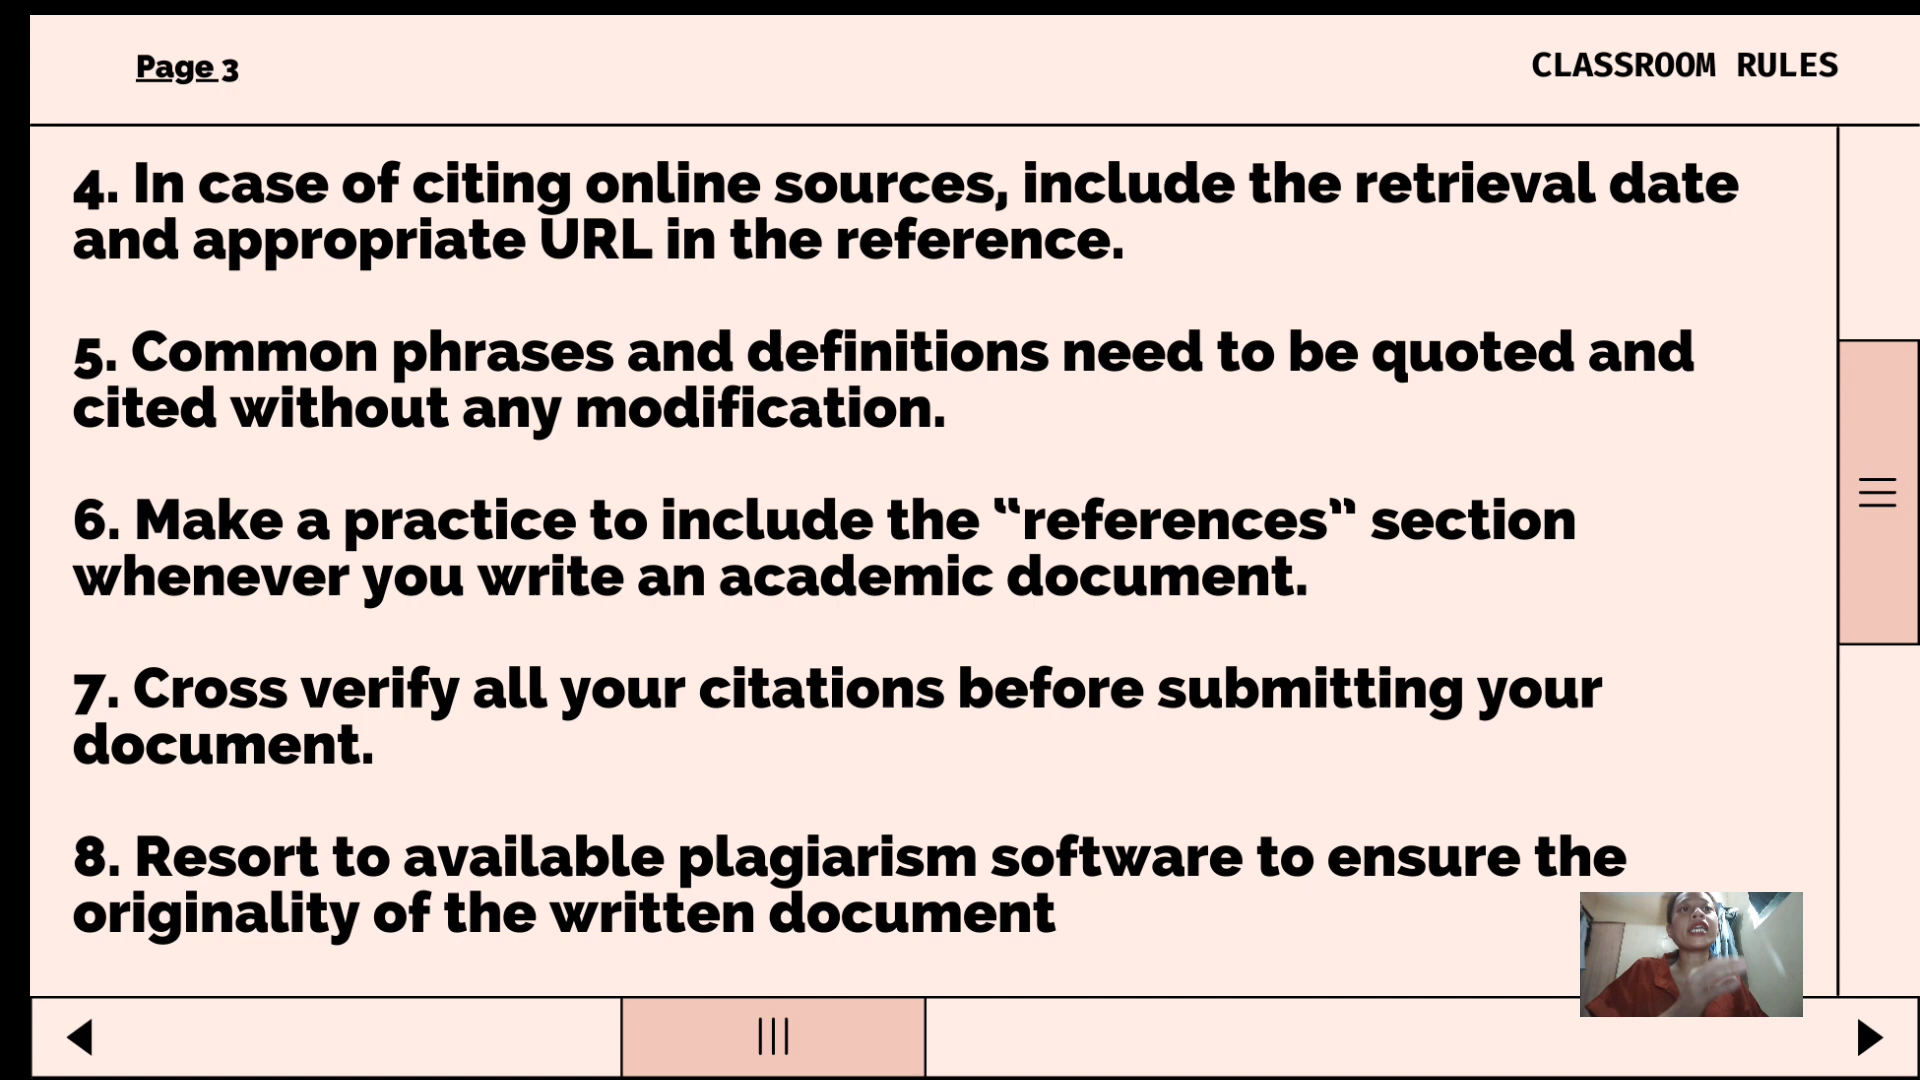 Page 3
CLASSROOM RULES
4. In case of citing online sources, include the retrieval date
and appropriate URL in the reference.
5. Common phrases and definitions need to be quoted and
cited without any modification.
6. Make a practice to include the “references” section
whenever you write an academic document.
7. Cross verify all your citations before submitting your
document.
8. Resort to available plagiarism software to ensure the
originality of the written document